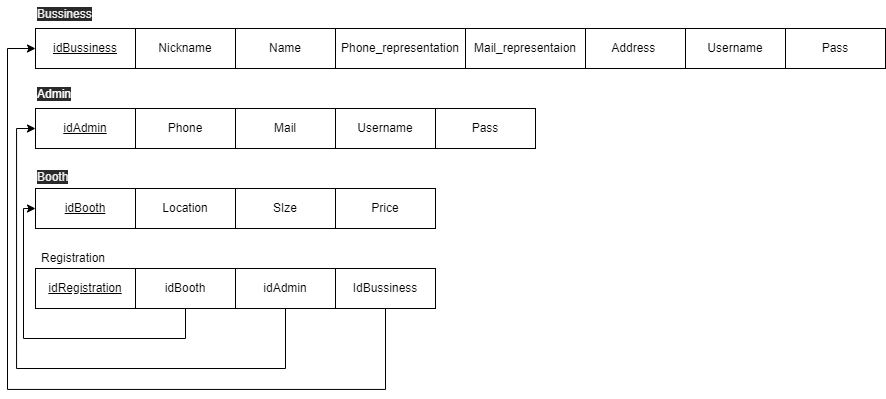 Bussiness
idBussiness Nickname Name Phone_representation Mail_representaion Address Username Pass
Admin
idAdmin Phone Mail Username Pass
Booth
idBooth Location SIze Price
Registration
idRegistration idBooth idAdmin IdBussiness